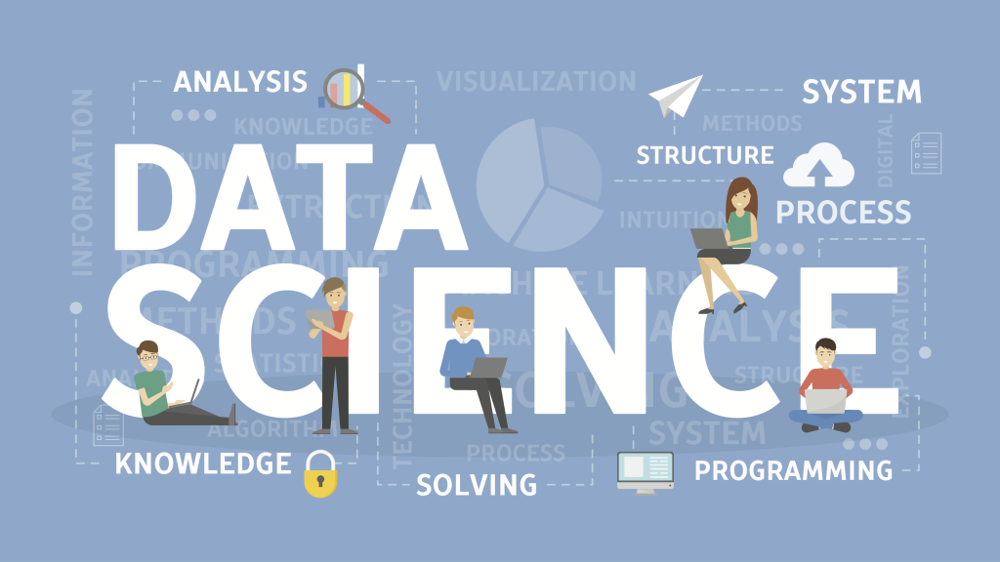 ANALYSIS
VISUALIZATION
SYSTEM
INFORMATION
KNOWLEDGE
METHODS
DIGITAL
STRUCTURE
DATA
INTUITION
PROCESS
PROGRAMMING
SCIENCE
METHODS
ANALYSIS
EXPLORATION
TECHNOLOGY
STRUCTURE
SOLVING
ALGORITHM
SYSTEM
PROCESS
KNOWLEDGE
SOLVING
PROGRAMMING